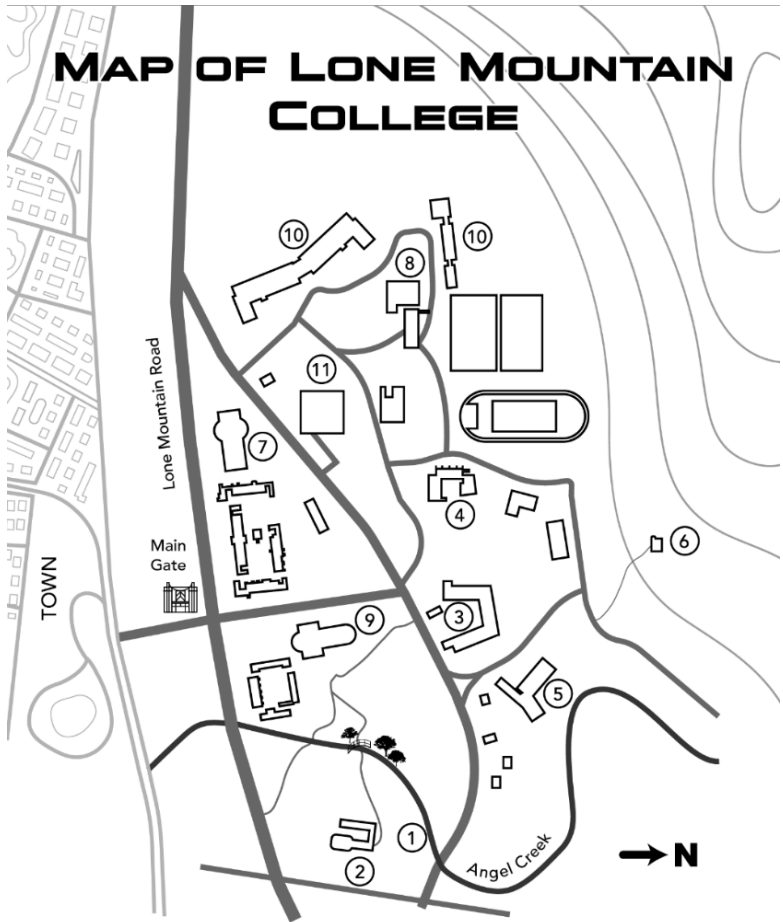 MAP OF LONE MOUNTAIN
COLLEGE
10
10
8
Lone Mountain Road
11
7
4
Main
Gate
6
TOWN
3
9
5
1
2
Angel Creek
N